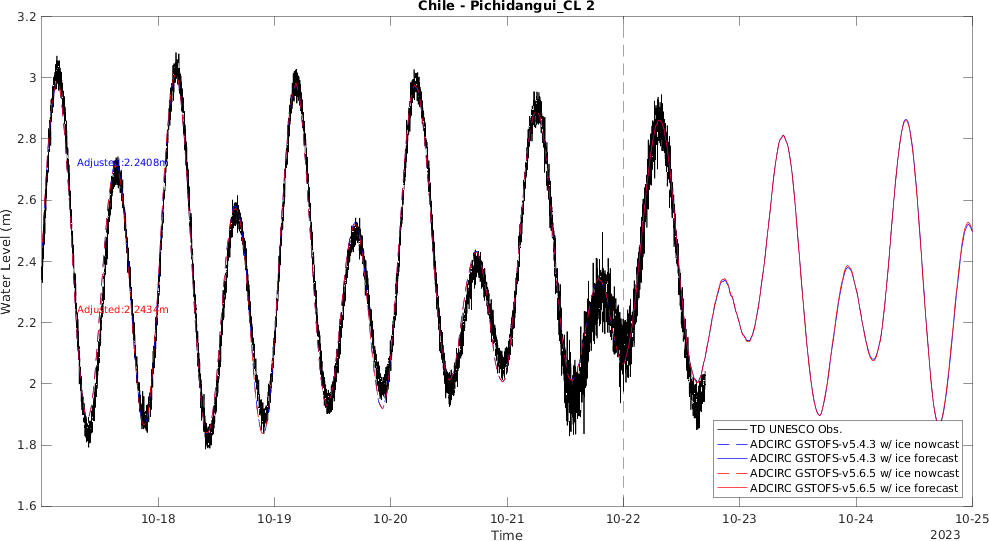 Chile - Pichidangui_CL 2
3.2
3
2.8
2.6
2.4
2.2
2
1.8
1.6
Water Level (m)
Adjusted:2.2408m
Adjusted:2.2434m
TD UNESCO Obs.
ADCIRC GSTOFS-v5.4.3 w/ ice nowcast
ADCIRC GSTOFS-v5.4.3 w/ ice forecast
ADCIRC GSTOFS-v5.6.5 w/ ice nowcast
ADCIRC GSTOFS-v5.6.5 w/ ice forecast
10-18 10-19 10-20 10-21 10-22 10-23 10-24 10-25
Time
2023